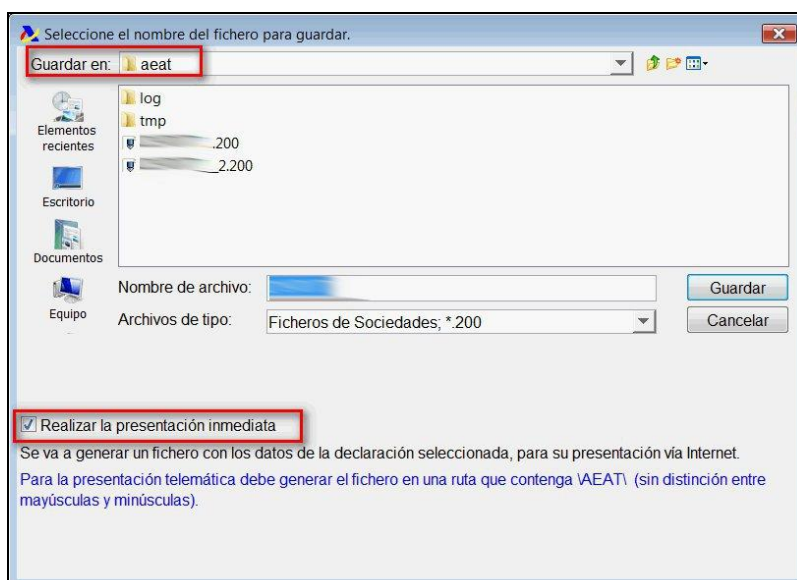 Seleccione el nombre del fichero para guardar.
Guardar en: aeat
log
tmp
.200
_2.200
Elementos
recientes
Escritorio
Documentos
Equipo
Nombre de archivo:
Guardar
Archivos de tipo: Ficheros de Sociedades; *.200
Cancelar
Realizar la presentación inmediata
Se va a generar un fichero con los datos de la declaración seleccionada, para su presentación vía Internet.
Para la presentación telemática debe generar el fichero en una ruta que contenga \AEAT\ (sin distinción entre
mayúsculas y minúsculas).